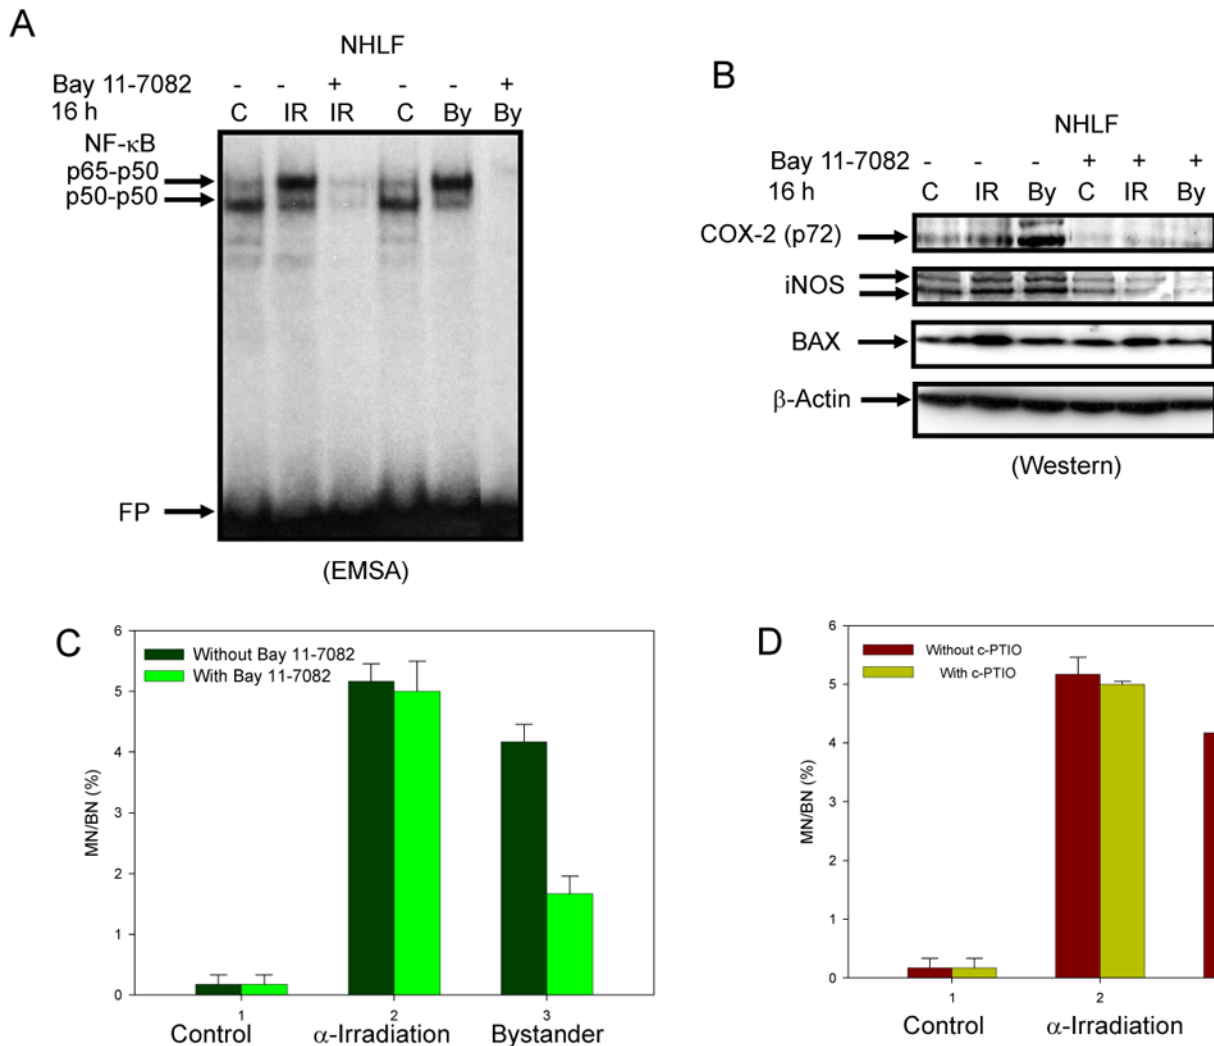 A
NHLF
Bay 11-7082 - - + - - +
16 h C IR IR C By By
NF-κB
p65-p50
p50-p50
FP
(EMSA)
B
NHLF
Bay 11-7082 - - - + + +
16 h C IR By C IR By
COX-2 (p72)
iNOS
BAX
β-Actin
(Western)
C
Without Bay 11-7082
With Bay 11-7082
MN/BN (%)
6
5
4
3
2
1
0
1 2 3
Control α-Irradiation Bystander
D
Without c-PTIO
With c-PTIO
MN/BN (%)
6
5
4
3
2
1
0
1 2
Control α-Irradiation